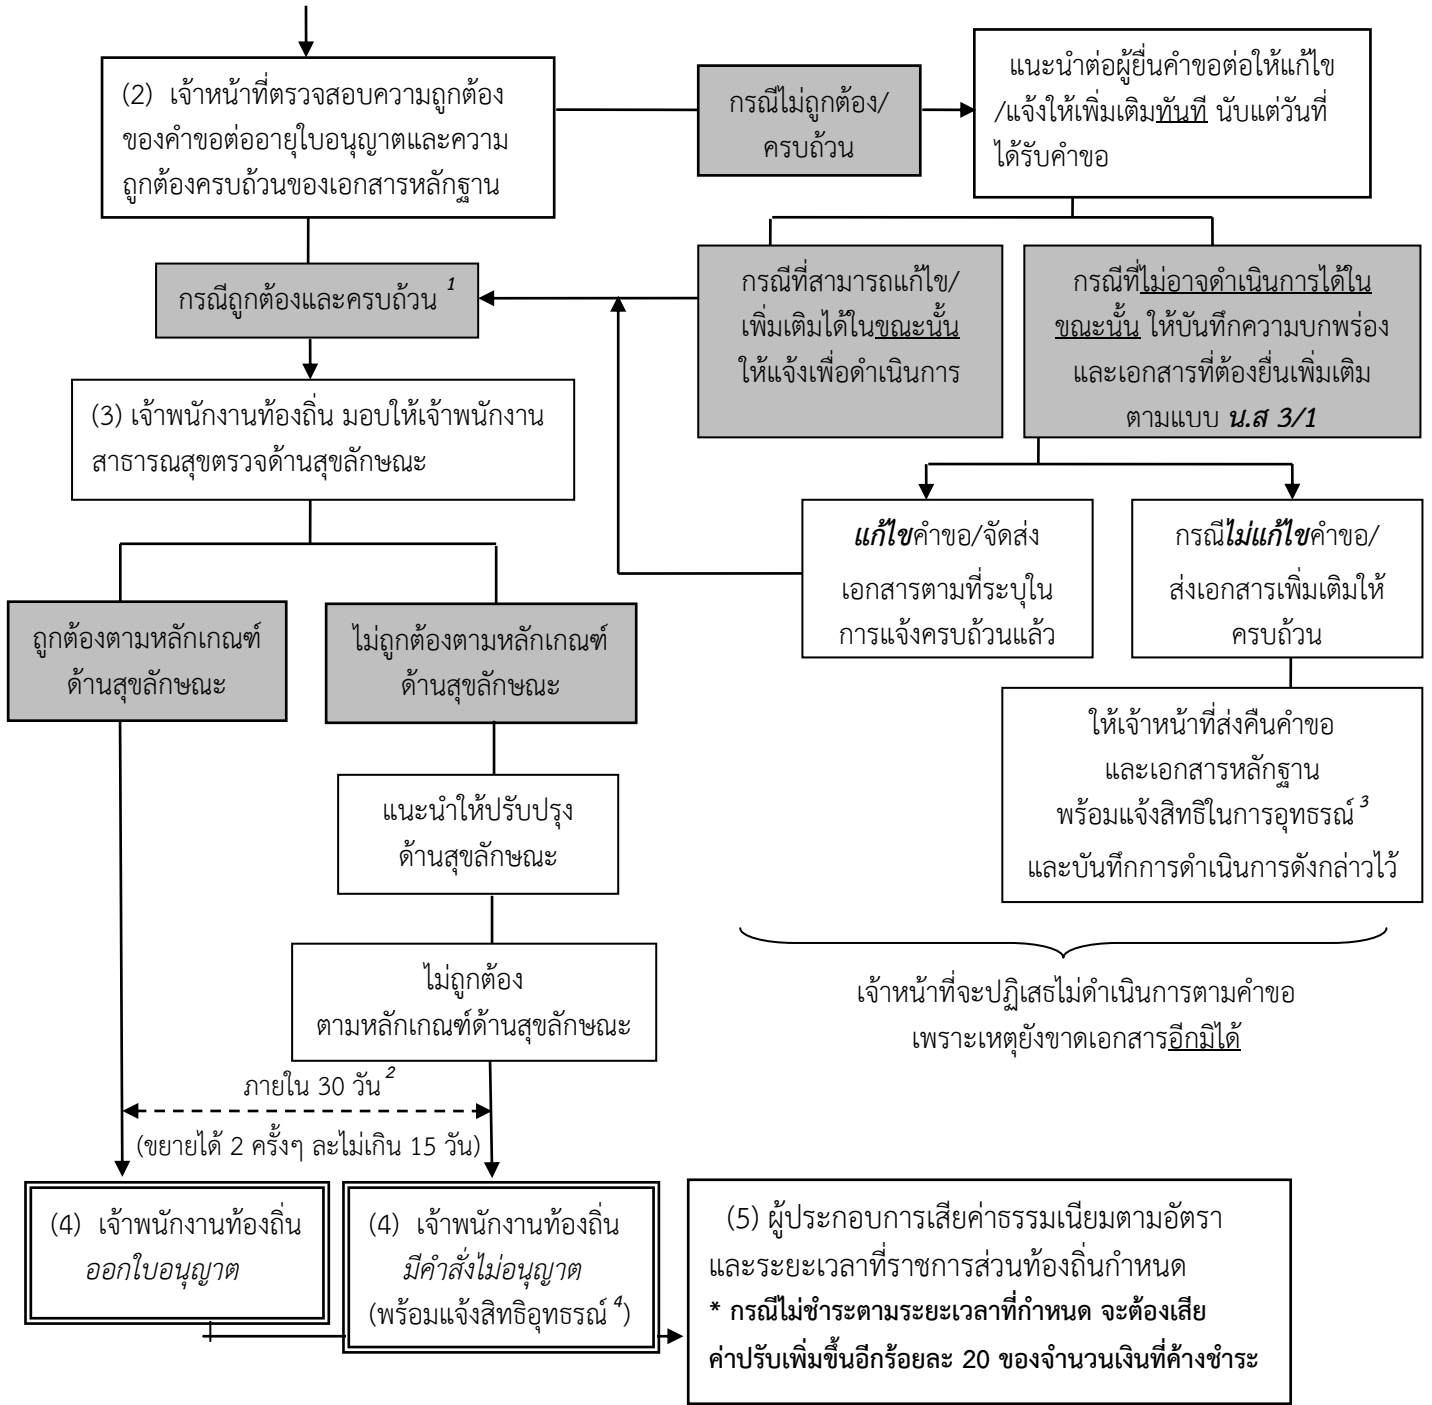 (2) เจ้าหน้าที่ตรวจสอบความถูกต้อง
ของคำขอต่ออายุใบอนุญาตและความ
ถูกต้องครบถ้วนของเอกสารหลักฐาน
กรณีไม่ถูกต้อง/
ครบถ้วน
แนะนำต่อผู้ยื่นคำขอต่อให้แก้ไข
/แจ้งให้เพิ่มเติมทันที นับแต่วันที่
ได้รับคำขอ
กรณีถูกต้องและครบถ้วน 1
กรณีที่สามารถแก้ไข/
เพิ่มเติมได้ในขณะนั้น
ให้แจ้งเพื่อดำเนินการ
กรณีที่ไม่อาจดำเนินการได้ใน
ขณะนั้น ให้บันทึกความบกพร่อง
และเอกสารที่ต้องยื่นเพิ่มเติม
ตามแบบ น.ส 3/1
(3) เจ้าพนักงานท้องถิ่น มอบให้เจ้าพนักงาน
สาธารณสุขตรวจด้านสุขลักษณะ
แก้ไขคำขอ/จัดส่ง
เอกสารตามที่ระบุใน
การแจ้งครบถ้วนแล้ว
กรณีไม่แก้ไขคำขอ/
ส่งเอกสารเพิ่มเติมให้
ครบถ้วน
ถูกต้องตามหลักเกณฑ์
ด้านสุขลักษณะ
ไม่ถูกต้องตามหลักเกณฑ์
ด้านสุขลักษณะ
ให้เจ้าหน้าที่ส่งคืนคำขอ
และเอกสารหลักฐาน
พร้อมแจ้งสิทธิในการอุทธรณ์ 3
และบันทึกการดำเนินการดังกล่าวไว้
แนะนำให้ปรับปรุง
ด้านสุขลักษณะ
ไม่ถูกต้อง
ตามหลักเกณฑ์ด้านสุขลักษณะ
เจ้าหน้าที่จะปฏิเสธไม่ดำเนินการตามคำขอ
เพราะเหตุยังขาดเอกสารอีกมิได้
ภายใน 30 วัน 2
(ขยายได้ 2 ครั้งๆ ละไม่เกิน 15 วัน)
(4) เจ้าพนักงานท้องถิ่น
ออกใบอนุญาต
(4) เจ้าพนักงานท้องถิ่น
มีคำสั่งไม่อนุญาต
(พร้อมแจ้งสิทธิอุทธรณ์ 4)
(5) ผู้ประกอบการเสียค่าธรรมเนียมตามอัตรา
และระยะเวลาที่ราชการส่วนท้องถิ่นกำหนด
* กรณีไม่ชำระตามระยะเวลาที่กำหนด จะต้องเสีย
ค่าปรับเพิ่มขึ้นอีกร้อยละ 20 ของจำนวนเงินที่ค้างชำระ